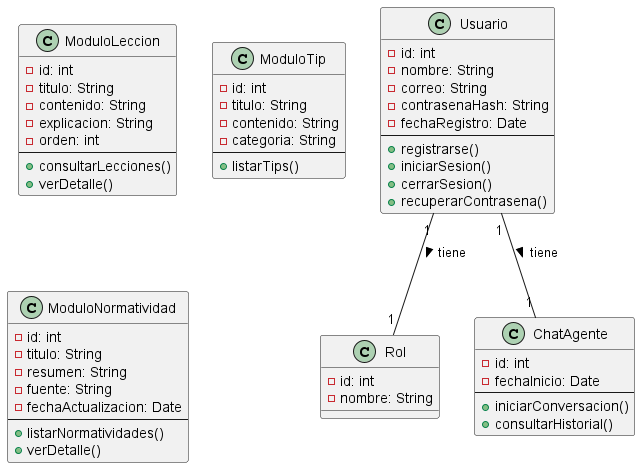 C ModuloLeccion
id: int
titulo: String
contenido: String
explicacion: String
orden: int
consultarLecciones()
verDetalle()
C ModuloTip
id: int
titulo: String
contenido: String
categoria: String
listarTips()
C Usuario
id: int
nombre: String
correo: String
contrasenaHash: String
fechaRegistro: Date
registrarse()
iniciarSesion()
cerrarSesion()
recuperarContrasena()
1
1
tiene
tiene
1
1
C ModuloNormatividad
id: int
titulo: String
resumen: String
fuente: String
fechaActualizacion: Date
listarNormatividades()
verDetalle()
C Rol
id: int
nombre: String
C ChatAgente
id: int
fechaInicio: Date
iniciarConversacion()
consultarHistorial()